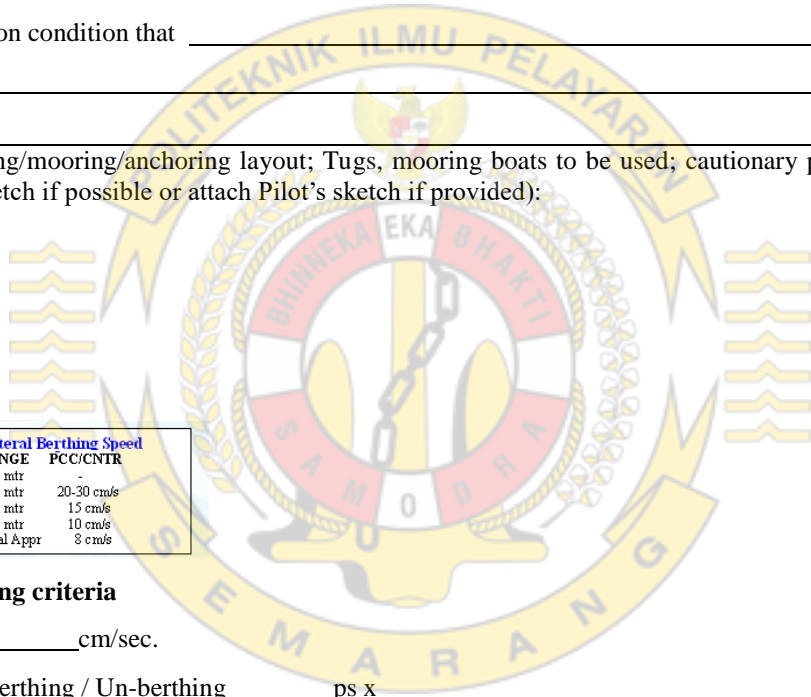 on condition that
ng/mooring/anchoring layout; Tugs, mooring boats to be used; cautionary p
etch if possible or attach Pilot's sketch if provided):
POLITEKNIK ILMU PELAYARAN
BHINNEKA EKA BHAKTI
SAMODRA
SEMARANG
teral Berthing Speed
NGE PCC/CNTR
mtr -
mtr 20-30 cm/s
mtr 15 cm/s
mtr 10 cm/s
al Appr 8 cm/s
ng criteria
cm/sec.
erthing / Un-berthing ps x